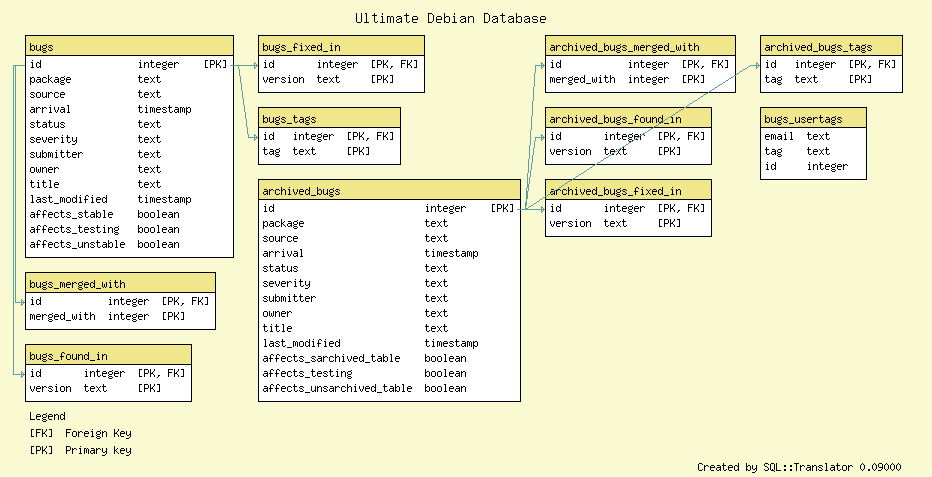 Ultimate Debian Database
bugs
id integer [PK]
package text
source text
arrival timestamp
status text
severity text
submitter text
owner text
title text
last_modified timestamp
affects_stable boolean
affects_testing boolean
affects_unstable boolean
bugs_merged_with
id integer [PK, FK]
merged_with integer [PK]
bugs_found_in
id integer [PK, FK]
version text [PK]
Legend
[FK] Foreign Key
[PK] Primary key
bugs_fixed_in
id integer [PK, FK]
version text [PK]
bugs_tags
id integer [PK, FK]
tag text [PK]
archived_bugs
id integer [PK]
package text
source text
arrival timestamp
status text
severity text
submitter text
owner text
title text
last_modified timestamp
affects_sarchived_table boolean
affects_testing boolean
affects_unsarchived_table boolean
archived_bugs_merged_with
id integer [PK, FK]
merged_with integer [PK]
archived_bugs_found_in
id integer [PK, FK]
version text [PK]
archived_bugs_fixed_in
id integer [PK, FK]
version text [PK]
archived_bugs_tags
id integer [PK, FK]
tag text [PK]
bugs_usertags
email text
tag text
id integer
Created by SQL::Translator 0.09000